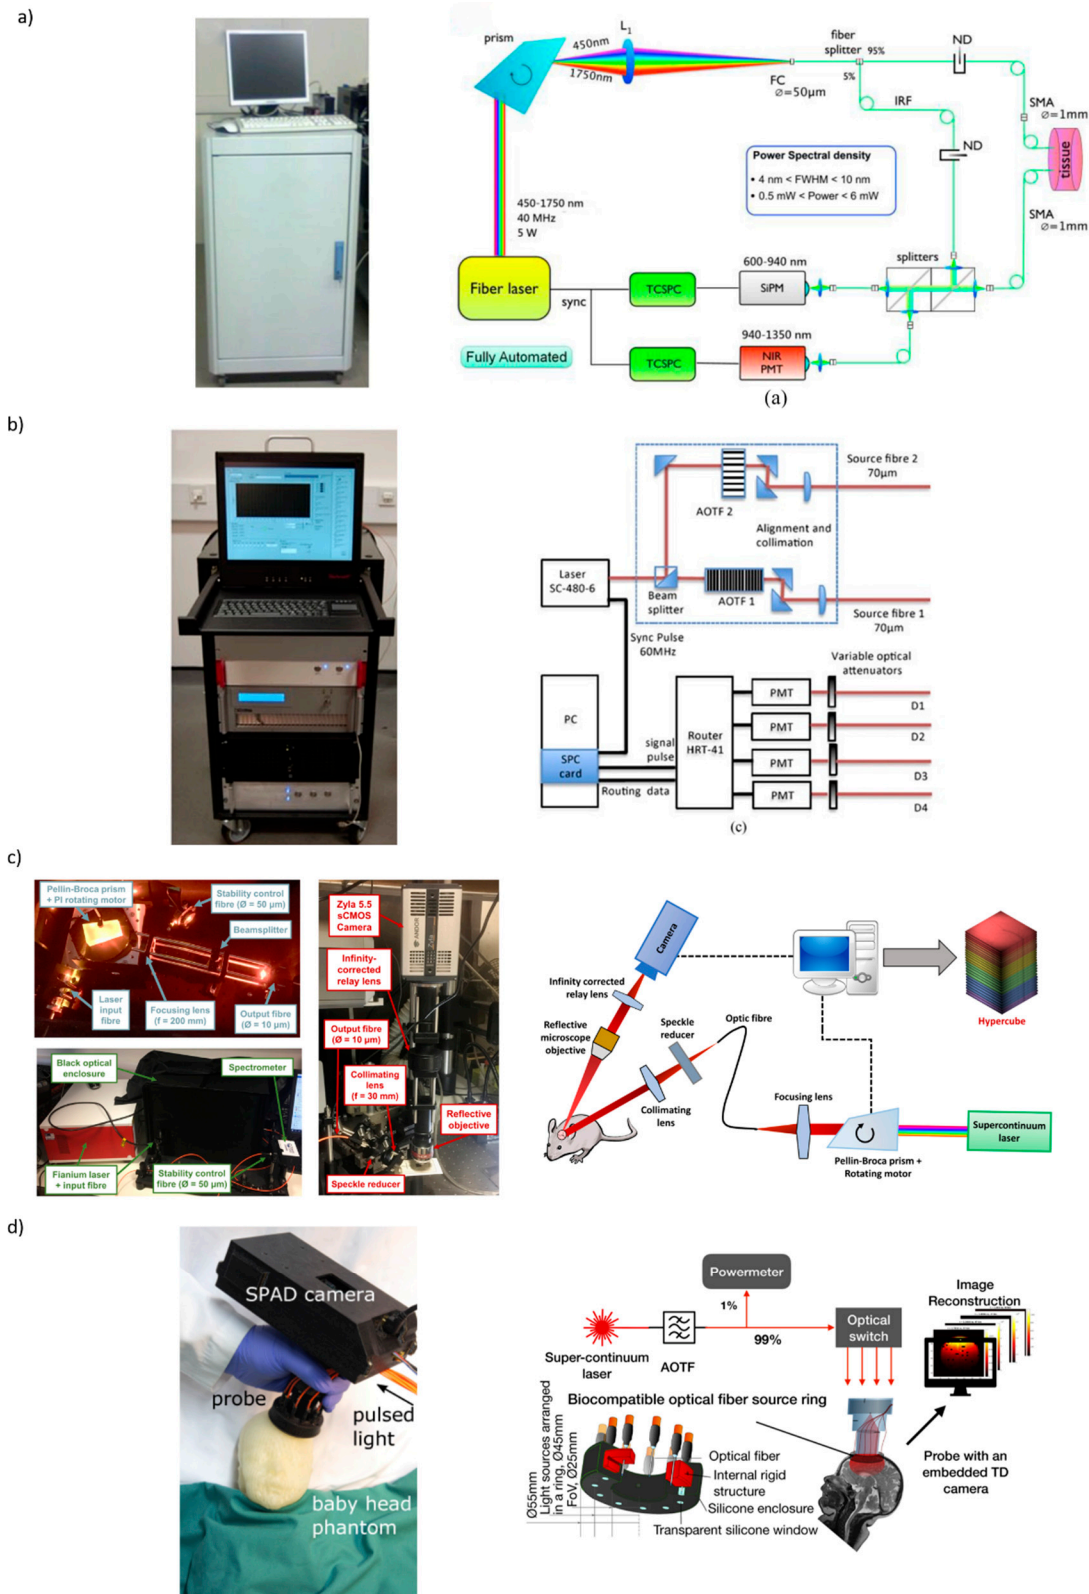 a)
prism
450nm
1750nm
L1
FC
⌀=50µm
fiber
splitter
95%
5%
ND
IRF
ND
SMA
⌀=1mm
tissue
SMA
⌀=1mm
Power Spectral density
• 4 nm < FWHM < 10 nm
• 0.5 mW < Power < 6 mW
450-1750 nm
40 MHz
5 W
Fiber laser
sync
Fully Automated
TCSPC
TCSPC
600-940 nm
SiPM
940-1350 nm
NIR
PMT
splitters
(a)
b)
AOTF 2
Source fibre 2
70µm
Alignment and
collimation
Laser
SC-480-6
Beam
splitter
AOTF 1
Source fibre 1
70µm
Sync Pulse
60MHz
Variable optical
attenuators
PC
SPC
card
signal
pulse
Routing data
Router
HRT-41
PMT
D1
PMT
D2
PMT
D3
PMT
D4
(c)
c)
Pellin-Broca prism
+ PI rotating motor
Stability control
fibre (Ø = 50 µm)
Beamsplitter
Laser
input
fibre
Focusing lens
(f = 200 mm)
Output fibre
(Ø = 10 µm)
Black optical
enclosure
Spectrometer
Fianium laser
+ input fibre
Stability control
fibre (Ø = 50 µm)
Zyla 5.5
sCMOS
Camera
ANDOR
Zyla
Infinity-
corrected
relay lens
Output fibre
(Ø = 10 µm)
Collimating
lens
(f = 30 mm)
Reflective
objective
Speckle reducer
Camera
Infinity corrected
relay lens
Reflective
microscope
objective
Speckle
reducer
Optic fibre
Collimating
lens
Focusing lens
Pellin-Broca prism +
Rotating motor
Supercontinuum
laser
Hypercube
d)
SPAD camera
probe
pulsed
light
baby head
phantom
Powermeter
1%
99%
Super-continuum
laser
AOTF
Optical
switch
Image
Reconstruction
Biocompatible optical fiber source ring
Ø55mm
Light sources arranged
in a ring, Ø45mm
FoV, Ø25mm
Optical fiber
Internal rigid
structure
Silicone enclosure
Transparent silicone window
Probe with an
embedded TD
camera